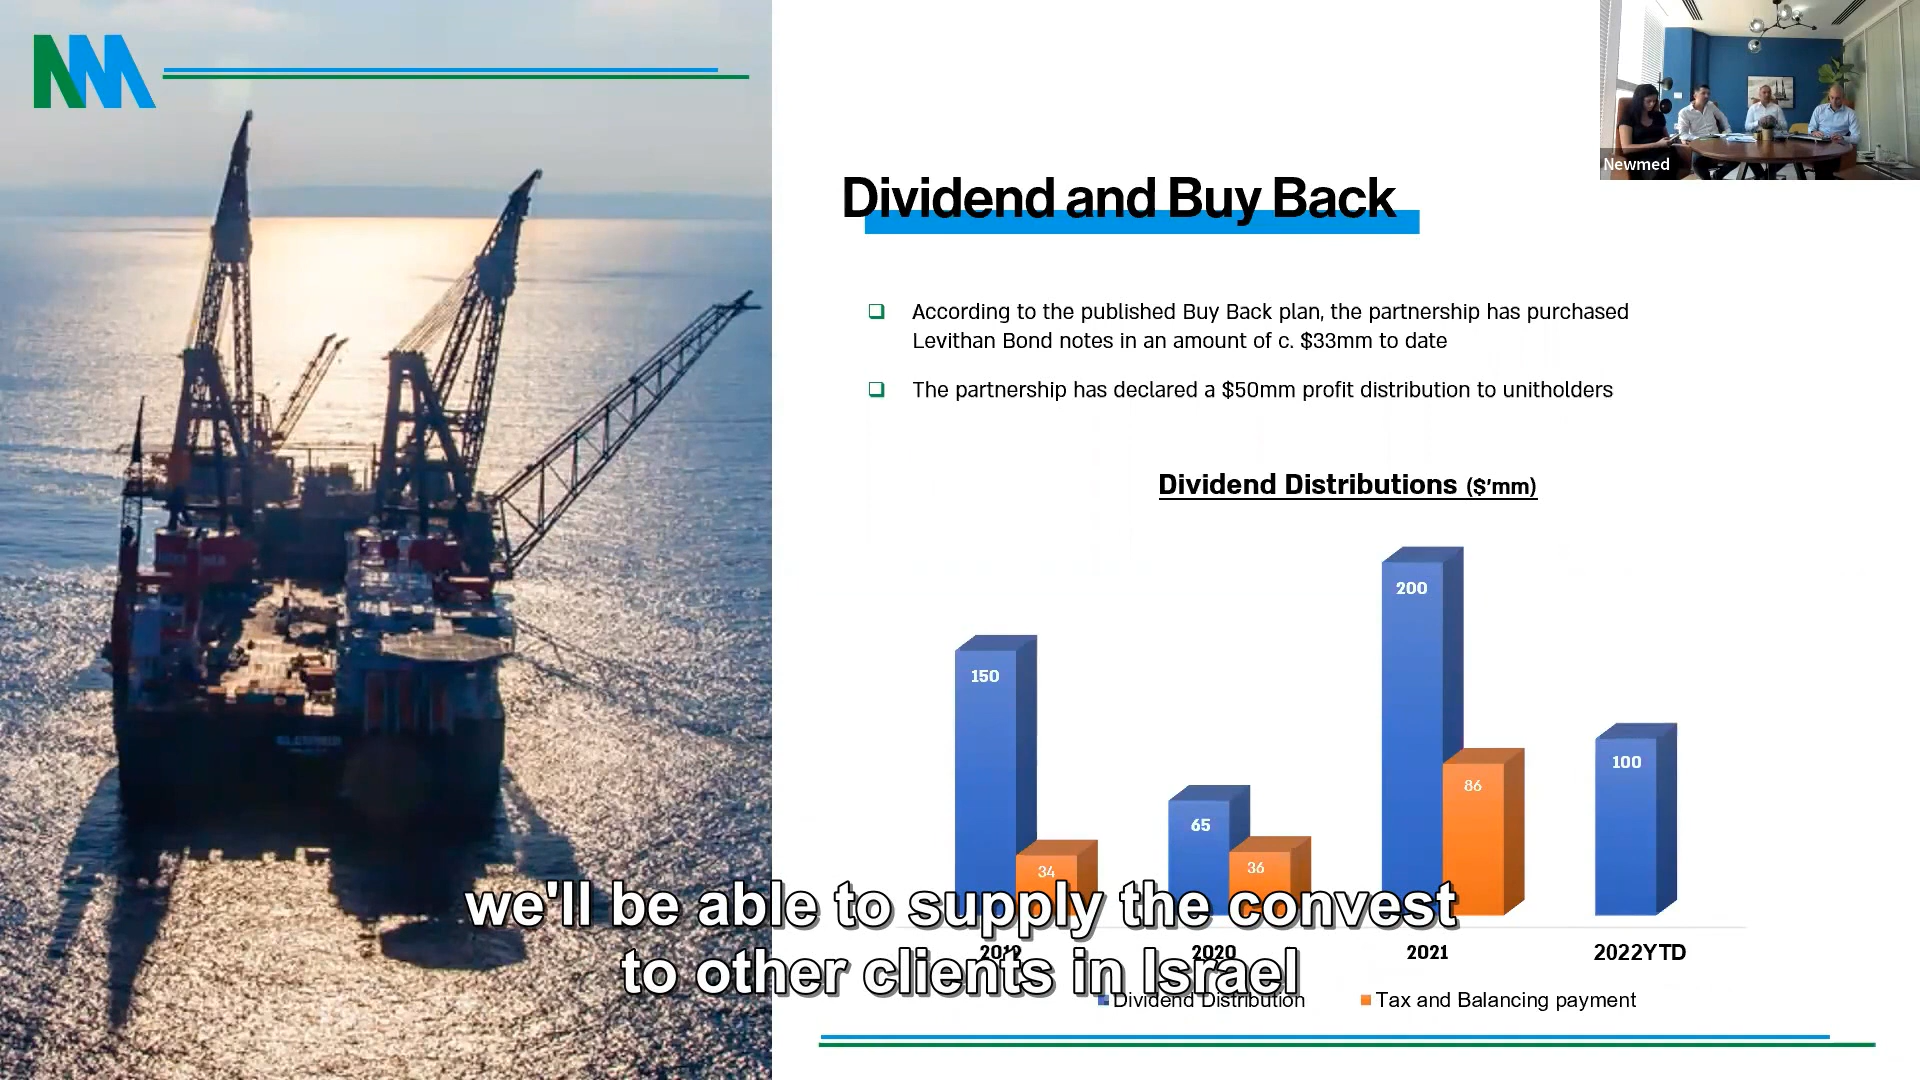 NM
Newmed
Dividend and Buy Back
According to the published Buy Back plan, the partnership has purchased
Levithan Bond notes in an amount of c. $33mm to date
The partnership has declared a $50mm profit distribution to unitholders
Dividend Distributions ($'mm)
150
34
65
36
200
86
100
2019
2020
2021
2022YTD
Dividend Distribution
Tax and Balancing payment
we'll be able to supply the convest
to other clients in Israel